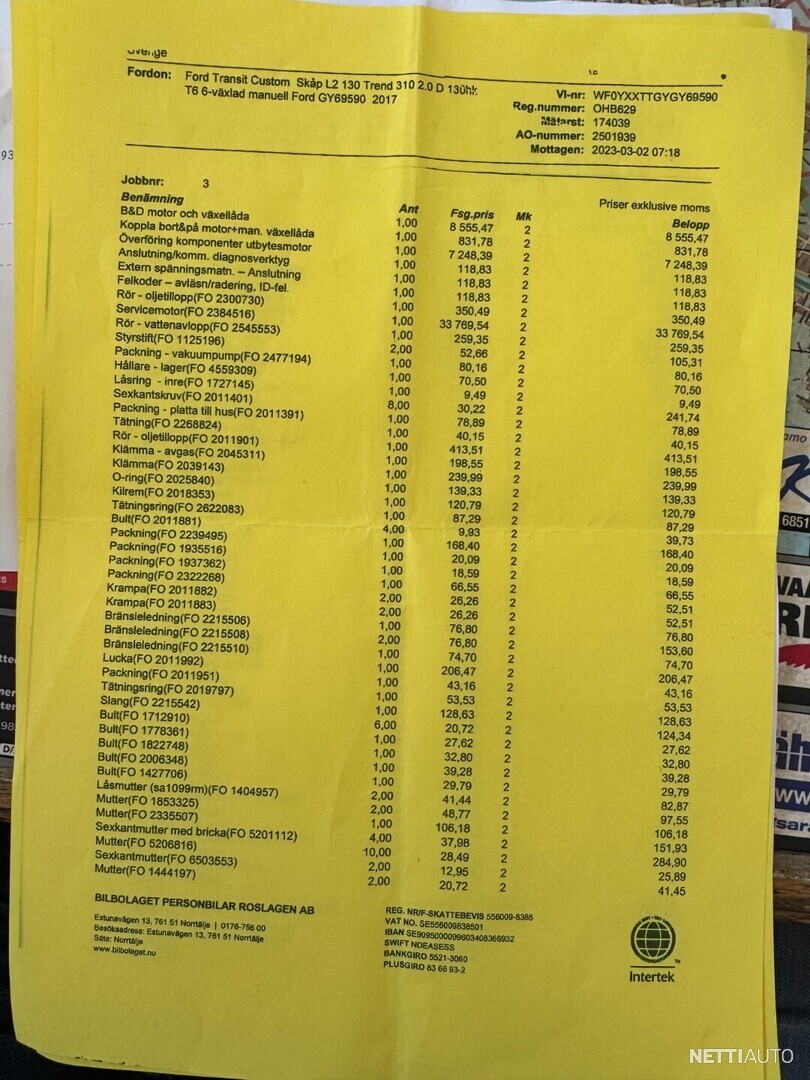 Sverige
Fordon: Ford Transit Custom Skåp L2 130 Trend 310 2.0 D 130hk
T6 6-växlad manuell Ford GY69590 2017
VI-nr: WF0YXXTTGYGY69590
Reg.nummer: OHB629
Mätarst: 174039
AO-nummer: 2501939
Mottagen: 2023-03-02 07:18
Jobbnr: 3
Priser exklusive moms
Benämning Ant Fsg.pris Mk Belopp
B&D motor och växellåda 1,00 8 555,47 2 8 555,47
Koppla bort&på motor+man. växellåda 1,00 831,78 2 831,78
Överföring komponenter utbytesmotor 1,00 7 248,39 2 7 248,39
Anslutning/komm. diagnosverktyg 1,00 118,83 2 118,83
Extern spänningsmatn. – Anslutning 1,00 118,83 2 118,83
Felkoder – avläsn/radering, ID-fel. 1,00 118,83 2 118,83
Rör - oljetillopp(FO 2300730) 1,00 350,49 2 350,49
Servicemotor(FO 2384516) 1,00 33 769,54 2 33 769,54
Rör - vattenavlopp(FO 2545553) 1,00 259,35 2 259,35
Styrstift(FO 1125196) 2,00 52,66 2 105,31
Packning - vakuumpump(FO 2477194) 1,00 80,16 2 80,16
Hållare - lager(FO 4559309) 1,00 70,50 2 70,50
Låsring - inre(FO 1727145) 1,00 9,49 2 9,49
Sexkantskruv(FO 2011401) 8,00 30,22 2 241,74
Packning - platta till hus(FO 2011391) 1,00 78,89 2 78,89
Tätning(FO 2268824) 1,00 40,15 2 40,15
Rör - oljetillopp(FO 2011901) 1,00 413,51 2 413,51
Klämma - avgas(FO 2045311) 1,00 198,55 2 198,55
Klämma(FO 2039143) 1,00 239,99 2 239,99
O-ring(FO 2025840) 1,00 139,33 2 139,33
Kilrem(FO 2018353) 1,00 120,79 2 120,79
Tätningsring(FO 2622083) 1,00 87,29 2 87,29
Bult(FO 2011881) 4,00 9,93 2 39,73
Packning(FO 2239495) 1,00 168,40 2 168,40
Packning(FO 1935516) 1,00 20,09 2 20,09
Packning(FO 1937362) 1,00 18,59 2 18,59
Packning(FO 2322268) 1,00 66,55 2 66,55
Krampa(FO 2011882) 2,00 26,26 2 52,51
Krampa(FO 2011883) 2,00 26,26 2 52,51
Bränsleledning(FO 2215506) 1,00 76,80 2 76,80
Bränsleledning(FO 2215508) 2,00 76,80 2 153,60
Bränsleledning(FO 2215510) 1,00 74,70 2 74,70
Lucka(FO 2011992) 1,00 206,47 2 206,47
Packning(FO 2011951) 1,00 43,16 2 43,16
Tätningsring(FO 2019797) 1,00 53,53 2 53,53
Slang(FO 2215542) 1,00 128,63 2 128,63
Bult(FO 1712910) 6,00 20,72 2 124,34
Bult(FO 1778361) 1,00 27,62 2 27,62
Bult(FO 1822748) 1,00 32,80 2 32,80
Bult(FO 2006348) 1,00 39,28 2 39,28
Bult(FO 1427706) 1,00 29,79 2 29,79
Låsmutter (sa1099rm)(FO 1404957) 2,00 41,44 2 82,87
Mutter(FO 1853325) 2,00 48,77 2 97,55
Mutter(FO 2335507) 1,00 106,18 2 106,18
Sexkantmutter med bricka(FO 5201112) 4,00 37,98 2 151,93
Mutter(FO 5206816) 10,00 28,49 2 284,90
Sexkantmutter(FO 6503553) 2,00 12,95 2 25,89
Mutter(FO 1444197) 2,00 20,72 2 41,45
BILBOLAGET PERSONBILAR ROSLAGEN AB
Estunavägen 13, 761 51 Norrtälje | 0176-756 00
Besöksadress: Estunavägen 13, 761 51 Norrtälje
Säte: Norrtälje
www.bilbolaget.nu
REG. NR/F-SKATTEBEVIS 556009-8385
VAT NO. SE556009838501
IBAN SE9095000099603408366932
SWIFT NDEASESS
BANKGIRO 5521-3060
PLUSGIRO 83 66 93-2
Intertek
6851
NETTIAUTO